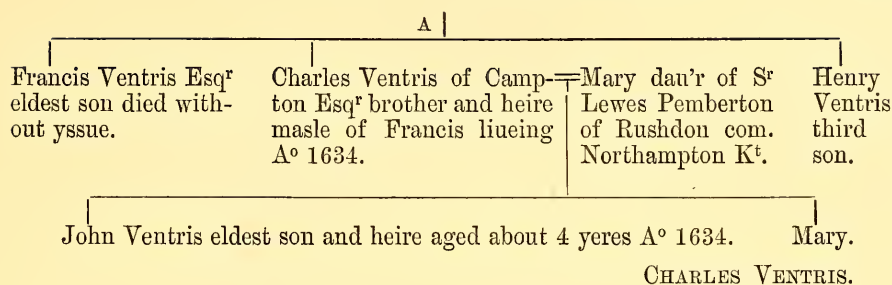 A
Francis Ventris Esqr
eldest son died with-
out yssue.
Charles Ventris of Camp-
ton Esqr brother and heire
masle of Francis liueing
Ao 1634.
Mary dau'r of Sr
Lewes Pemberton
of Rushdon com.
Northampton Kt.
Henry
Ventris
third
son.
John Ventris eldest son and heire aged about 4 yeres Ao 1634.
Mary.
Charles Ventris.